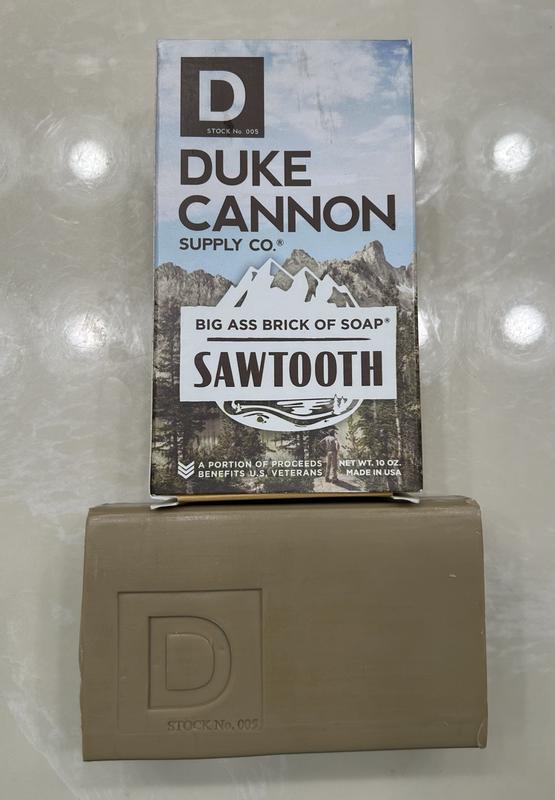 D
STOCK No. 005
DUKE
CANNON
SUPPLY CO.®
BIG ASS BRICK OF SOAP®
SAWTOOTH
A PORTION OF PROCEEDS
BENEFITS U.S. VETERANS
NET WT. 10 OZ.
MADE IN USA
D
STOCK No. 005